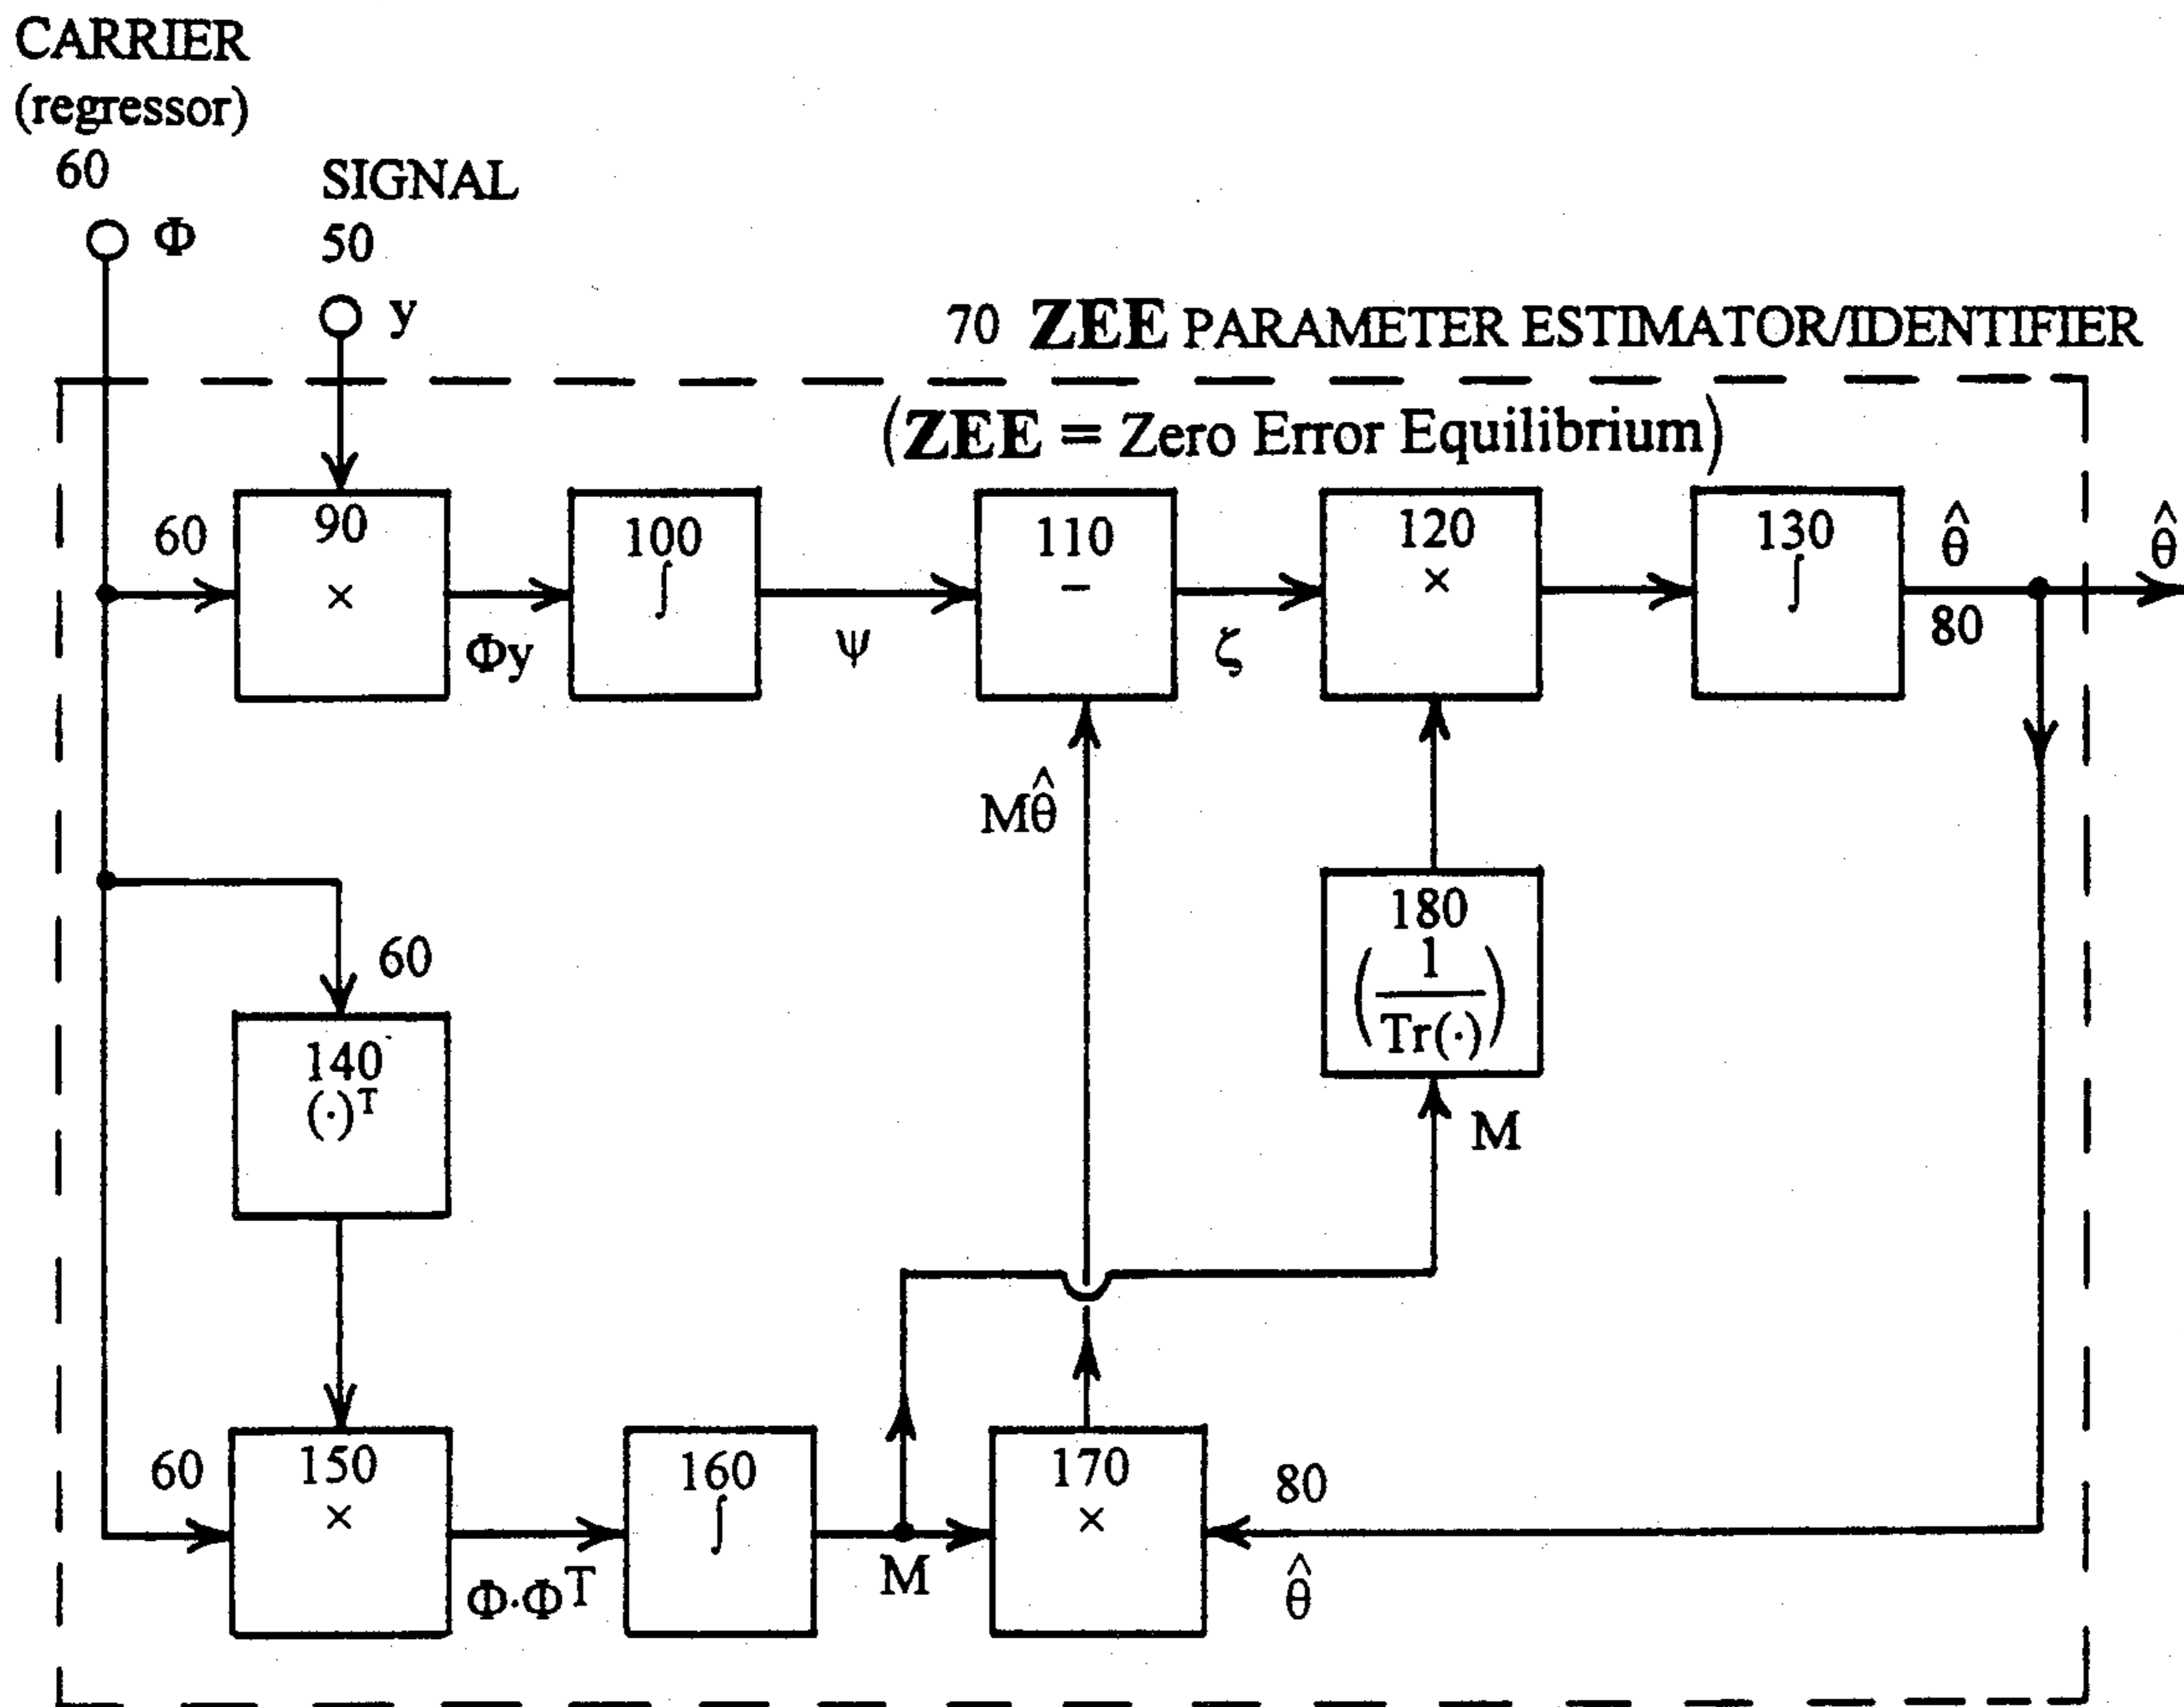 CARRIER
(regressor)
60
Φ
SIGNAL
50
y
70 ZEE PARAMETER ESTIMATOR/IDENTIFIER
(ZEE = Zero Error Equilibrium)
60
90
×
Φy
100
∫
ψ
110
−
ζ
120
×
130
∫
θ̂
80
θ̂
Mθ̂
60
140
(·)ᵀ
180
(1/Tr(·))
M
60
150
×
Φ·Φᵀ
160
∫
M
170
×
80
θ̂